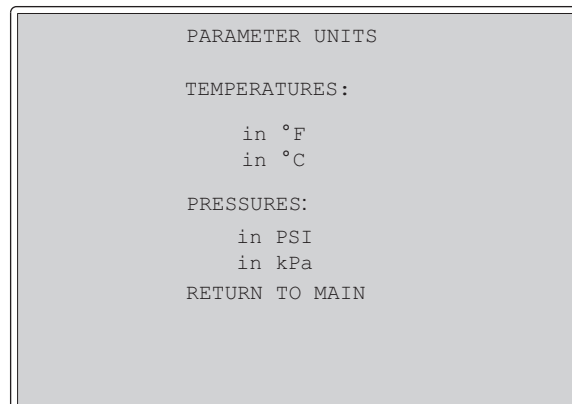 PARAMETER UNITS
TEMPERATURES:
in °F
in °C
PRESSURES:
in PSI
in kPa
RETURN TO MAIN